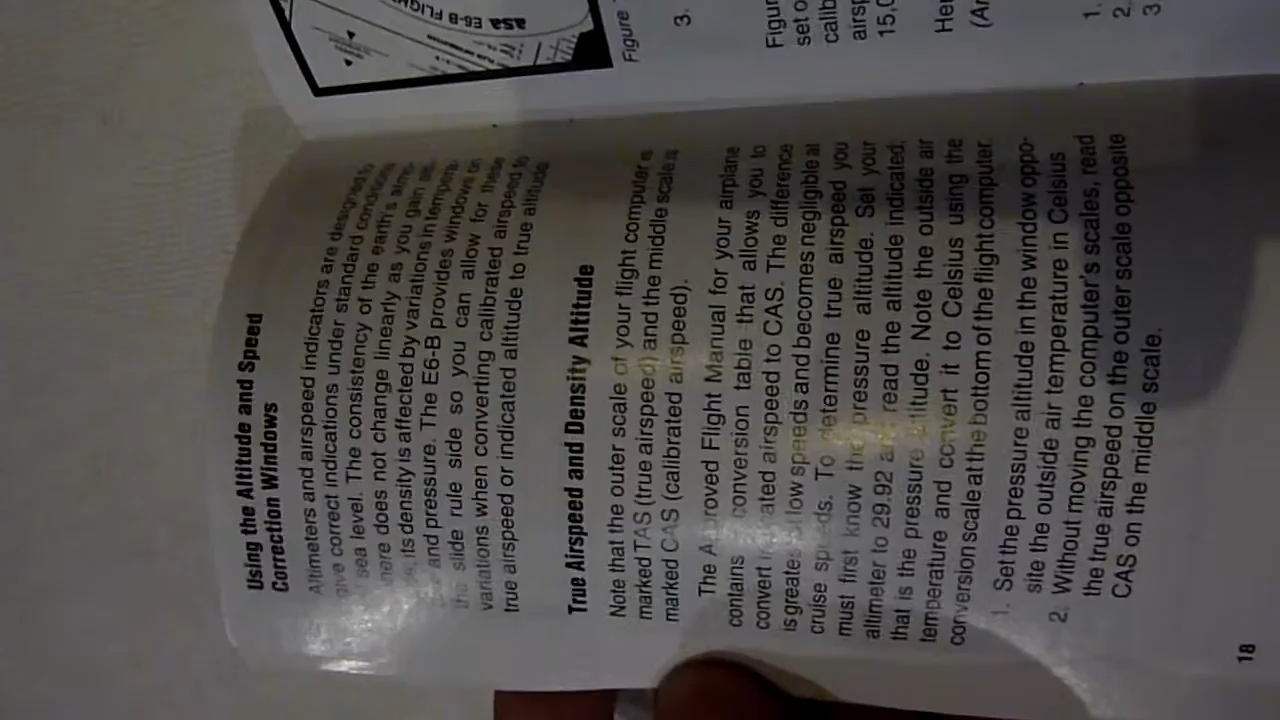 Using the Altitude and Speed
Correction Windows
Altimeters and airspeed indicators are designed to
give correct indications under standard conditions
sea level. The consistency of the earth's atmos-
here does not change linearly as you gain alti-
its density is affected by variations in tempera-
and pressure. The E6-B provides windows on
the slide rule side so you can allow for these
variations when converting calibrated airspeed to
true airspeed or indicated altitude to true altitude
True Airspeed and Density Altitude
Note that the outer scale of your flight computer is
marked TAS (true airspeed) and the middle scale is
marked CAS (calibrated airspeed).
The A roved Flight Manual for your airplane
contains conversion table that allows you to
convert i cated airspeed to CAS. The difference
is greates low speeds and becomes negligible at
cruise speeds. To determine true airspeed you
must first know the pressure altitude. Set your
altimeter to 29.92 and read the altitude indicated;
that is the pressure altitude. Note the outside air
temperature and convert it to Celsius using the
conversion scale at the bottom of the flight computer.
1. Set the pressure altitude in the window oppo-
site the outside air temperature in Celsius
2. Without moving the computer's scales, read
the true airspeed on the outer scale opposite
CAS on the middle scale.
18
asa E6-B FLIGH
Figure
3.
Figur
set o
calib
airsp
15,0
Her
(Ar
1.
2.
3